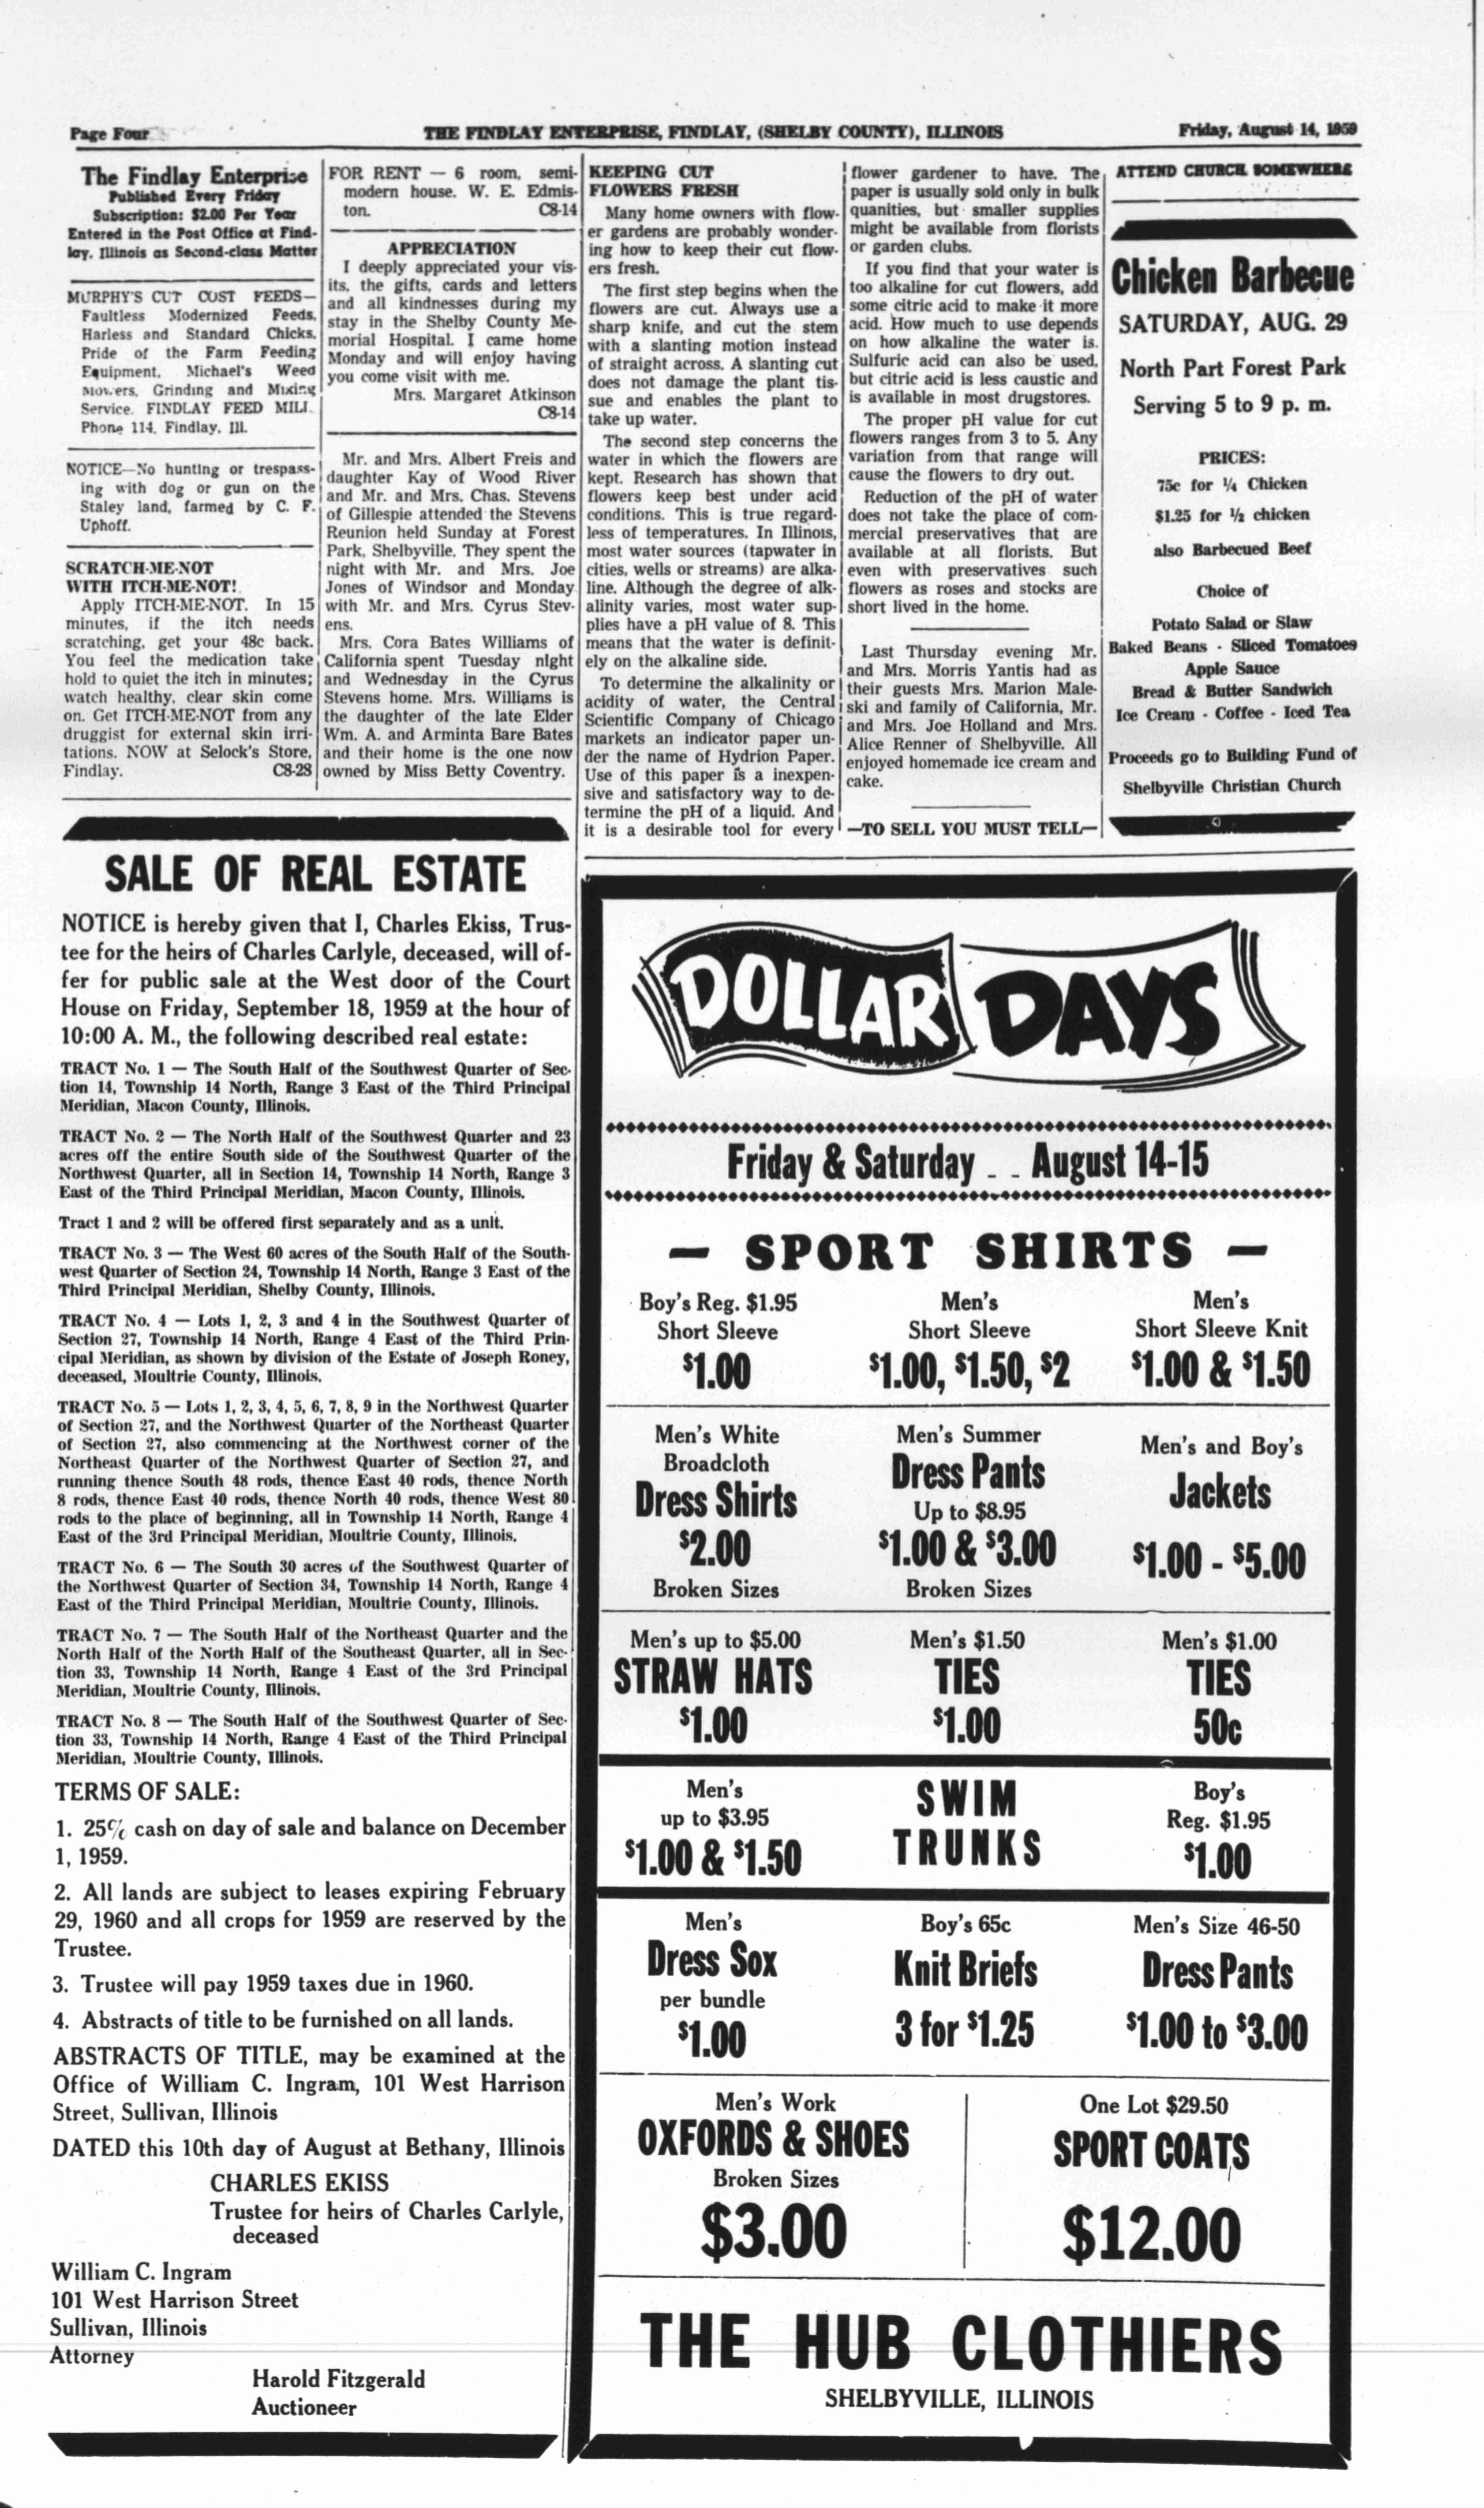 Page Four
THE FINDLAY ENTERPRISE, FINDLAY, (SHELBY COUNTY), ILLINOIS
Friday, August 14, 1959
The Findlay Enterprise
Published Every Friday
Subscription: $2.00 Per Year
Entered in the Post Office at Find-
lay, Illinois as Second-class Matter
MURPHY'S CUT COST FEEDS—
Faultless Modernized Feeds,
Harless and Standard Chicks,
Pride of the Farm Feeding
Equipment, Michael's Weed
Mowers, Grinding and Mixing
Service. FINDLAY FEED MILL.
Phone 114, Findlay, Ill.
NOTICE—No hunting or trespass-
ing with dog or gun on the
Staley land, farmed by C. F.
Uphoff.
SCRATCH-ME-NOT
WITH ITCH-ME-NOT!
Apply ITCH-ME-NOT. In 15
minutes, if the itch needs
scratching, get your 48c back.
You feel the medication take
hold to quiet the itch in minutes;
watch healthy, clear skin come
on. Get ITCH-ME-NOT from any
druggist for external skin irri-
tations. NOW at Selock's Store,
Findlay. C8-28
FOR RENT — 6 room, semi-
modern house. W. E. Edmis-
ton. C8-14
APPRECIATION
I deeply appreciated your vis-
its, the gifts, cards and letters
and all kindnesses during my
stay in the Shelby County Me-
morial Hospital. I came home
Monday and will enjoy having
you come visit with me.
Mrs. Margaret Atkinson
C8-14
Mr. and Mrs. Albert Freis and
daughter Kay of Wood River
and Mr. and Mrs. Chas. Stevens
of Gillespie attended the Stevens
Reunion held Sunday at Forest
Park, Shelbyville. They spent the
night with Mr. and Mrs. Joe
Jones of Windsor and Monday
with Mr. and Mrs. Cyrus Stev-
ens.
Mrs. Cora Bates Williams of
California spent Tuesday night
and Wednesday in the Cyrus
Stevens home. Mrs. Williams is
the daughter of the late Elder
Wm. A. and Arminta Bare Bates
and their home is the one now
owned by Miss Betty Coventry.
KEEPING CUT
FLOWERS FRESH
Many home owners with flow-
er gardens are probably wonder-
ing how to keep their cut flow-
ers fresh.
The first step begins when the
flowers are cut. Always use a
sharp knife, and cut the stem
with a slanting motion instead
of straight across. A slanting cut
does not damage the plant tis-
sue and enables the plant to
take up water.
The second step concerns the
water in which the flowers are
kept. Research has shown that
flowers keep best under acid
conditions. This is true regard-
less of temperatures. In Illinois,
most water sources (tapwater in
cities, wells or streams) are alka-
line. Although the degree of alk-
alinity varies, most water sup-
plies have a pH value of 8. This
means that the water is definit-
ely on the alkaline side.
To determine the alkalinity or
acidity of water, the Central
Scientific Company of Chicago
markets an indicator paper un-
der the name of Hydrion Paper.
Use of this paper is a inexpen-
sive and satisfactory way to de-
termine the pH of a liquid. And
it is a desirable tool for every
flower gardener to have. The
paper is usually sold only in bulk
quanities, but smaller supplies
might be available from florists
or garden clubs.
If you find that your water is
too alkaline for cut flowers, add
some citric acid to make it more
acid. How much to use depends
on how alkaline the water is.
Sulfuric acid can also be used,
but citric acid is less caustic and
is available in most drugstores.
The proper pH value for cut
flowers ranges from 3 to 5. Any
variation from that range will
cause the flowers to dry out.
Reduction of the pH of water
does not take the place of com-
mercial preservatives that are
available at all florists. But
even with preservatives such
flowers as roses and stocks are
short lived in the home.
Last Thursday evening Mr.
and Mrs. Morris Yantis had as
their guests Mrs. Marion Male-
ski and family of California, Mr.
and Mrs. Joe Holland and Mrs.
Alice Renner of Shelbyville. All
enjoyed homemade ice cream and
cake.
—TO SELL YOU MUST TELL—
ATTEND CHURCH SOMEWHERE
Chicken Barbecue
SATURDAY, AUG. 29
North Part Forest Park
Serving 5 to 9 p. m.
PRICES:
75c for ¼ Chicken
$1.25 for ½ chicken
also Barbecued Beef
Choice of
Potato Salad or Slaw
Baked Beans - Sliced Tomatoes
Apple Sauce
Bread & Butter Sandwich
Ice Cream - Coffee - Iced Tea
Proceeds go to Building Fund of
Shelbyville Christian Church
SALE OF REAL ESTATE
NOTICE is hereby given that I, Charles Ekiss, Trus-
tee for the heirs of Charles Carlyle, deceased, will of-
fer for public sale at the West door of the Court
House on Friday, September 18, 1959 at the hour of
10:00 A. M., the following described real estate:
TRACT No. 1 — The South Half of the Southwest Quarter of Sec-
tion 14, Township 14 North, Range 3 East of the Third Principal
Meridian, Macon County, Illinois.
TRACT No. 2 — The North Half of the Southwest Quarter and 23
acres off the entire South side of the Southwest Quarter of the
Northwest Quarter, all in Section 14, Township 14 North, Range 3
East of the Third Principal Meridian, Macon County, Illinois.
Tract 1 and 2 will be offered first separately and as a unit.
TRACT No. 3 — The West 60 acres of the South Half of the South-
west Quarter of Section 24, Township 14 North, Range 3 East of the
Third Principal Meridian, Shelby County, Illinois.
TRACT No. 4 — Lots 1, 2, 3 and 4 in the Southwest Quarter of
Section 27, Township 14 North, Range 4 East of the Third Prin-
cipal Meridian, as shown by division of the Estate of Joseph Roney,
deceased, Moultrie County, Illinois.
TRACT No. 5 — Lots 1, 2, 3, 4, 5, 6, 7, 8, 9 in the Northwest Quarter
of Section 27, and the Northwest Quarter of the Northeast Quarter
of Section 27, also commencing at the Northwest corner of the
Northeast Quarter of the Northwest Quarter of Section 27, and
running thence South 48 rods, thence East 40 rods, thence North
8 rods, thence East 40 rods, thence North 40 rods, thence West 80
rods to the place of beginning, all in Township 14 North, Range 4
East of the 3rd Principal Meridian, Moultrie County, Illinois.
TRACT No. 6 — The South 30 acres of the Southwest Quarter of
the Northwest Quarter of Section 34, Township 14 North, Range 4
East of the Third Principal Meridian, Moultrie County, Illinois.
TRACT No. 7 — The South Half of the Northeast Quarter and the
North Half of the North Half of the Southeast Quarter, all in Sec-
tion 33, Township 14 North, Range 4 East of the 3rd Principal
Meridian, Moultrie County, Illinois.
TRACT No. 8 — The South Half of the Southwest Quarter of Sec-
tion 33, Township 14 North, Range 4 East of the Third Principal
Meridian, Moultrie County, Illinois.
TERMS OF SALE:
1. 25% cash on day of sale and balance on December
1, 1959.
2. All lands are subject to leases expiring February
29, 1960 and all crops for 1959 are reserved by the
Trustee.
3. Trustee will pay 1959 taxes due in 1960.
4. Abstracts of title to be furnished on all lands.
ABSTRACTS OF TITLE, may be examined at the
Office of William C. Ingram, 101 West Harrison
Street, Sullivan, Illinois
DATED this 10th day of August at Bethany, Illinois
CHARLES EKISS
Trustee for heirs of Charles Carlyle,
deceased
William C. Ingram
101 West Harrison Street
Sullivan, Illinois
Attorney
Harold Fitzgerald
Auctioneer
DOLLAR DAYS
Friday & Saturday - - August 14-15
— SPORT SHIRTS —
Boy's Reg. $1.95
Short Sleeve
$1.00
Men's
Short Sleeve
$1.00, $1.50, $2
Men's
Short Sleeve Knit
$1.00 & $1.50
Men's White
Broadcloth
Dress Shirts
$2.00
Broken Sizes
Men's Summer
Dress Pants
Up to $8.95
$1.00 & $3.00
Broken Sizes
Men's and Boy's
Jackets
$1.00 - $5.00
Men's up to $5.00
STRAW HATS
$1.00
Men's $1.50
TIES
$1.00
Men's $1.00
TIES
50c
Men's
up to $3.95
$1.00 & $1.50
SWIM
TRUNKS
Boy's
Reg. $1.95
$1.00
Men's
Dress Sox
per bundle
$1.00
Boy's 65c
Knit Briefs
3 for $1.25
Men's Size 46-50
Dress Pants
$1.00 to $3.00
Men's Work
OXFORDS & SHOES
Broken Sizes
$3.00
One Lot $29.50
SPORT COATS
$12.00
THE HUB CLOTHIERS
SHELBYVILLE, ILLINOIS